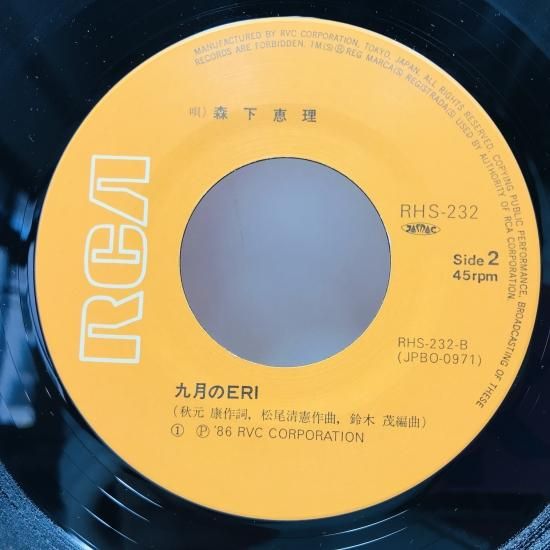 MANUFACTURED BY RVC CORPORATION, TOKYO, JAPAN. ALL RIGHTS RESERVED. COPYING PUBLIC PERFORMANCE, BROADCASTING OF THESE
RECORDS ARE FORBIDDEN. TM(S) ® REG MARCA(S) REGISTRADA(S) USED BY AUTHORITY OF RCA CORPORATION.
唄) 森下恵理
RCA
RHS-232
JASRAC
Side 2
45rpm
RHS-232-B
(JPBO-0971)
九月のERI
(秋元 康作詞, 松尾清憲作曲, 鈴木 茂編曲)
① Ⓟ '86 RVC CORPORATION